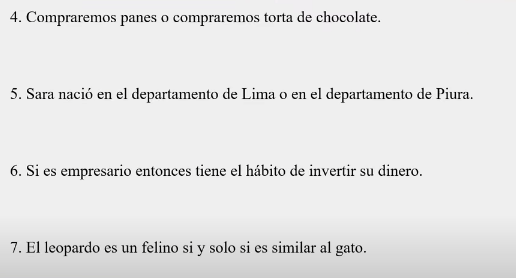 4. Compraremos panes o compraremos torta de chocolate.
5. Sara nació en el departamento de Lima o en el departamento de Piura.
6. Si es empresario entonces tiene el hábito de invertir su dinero.
7. El leopardo es un felino si y solo si es similar al gato.